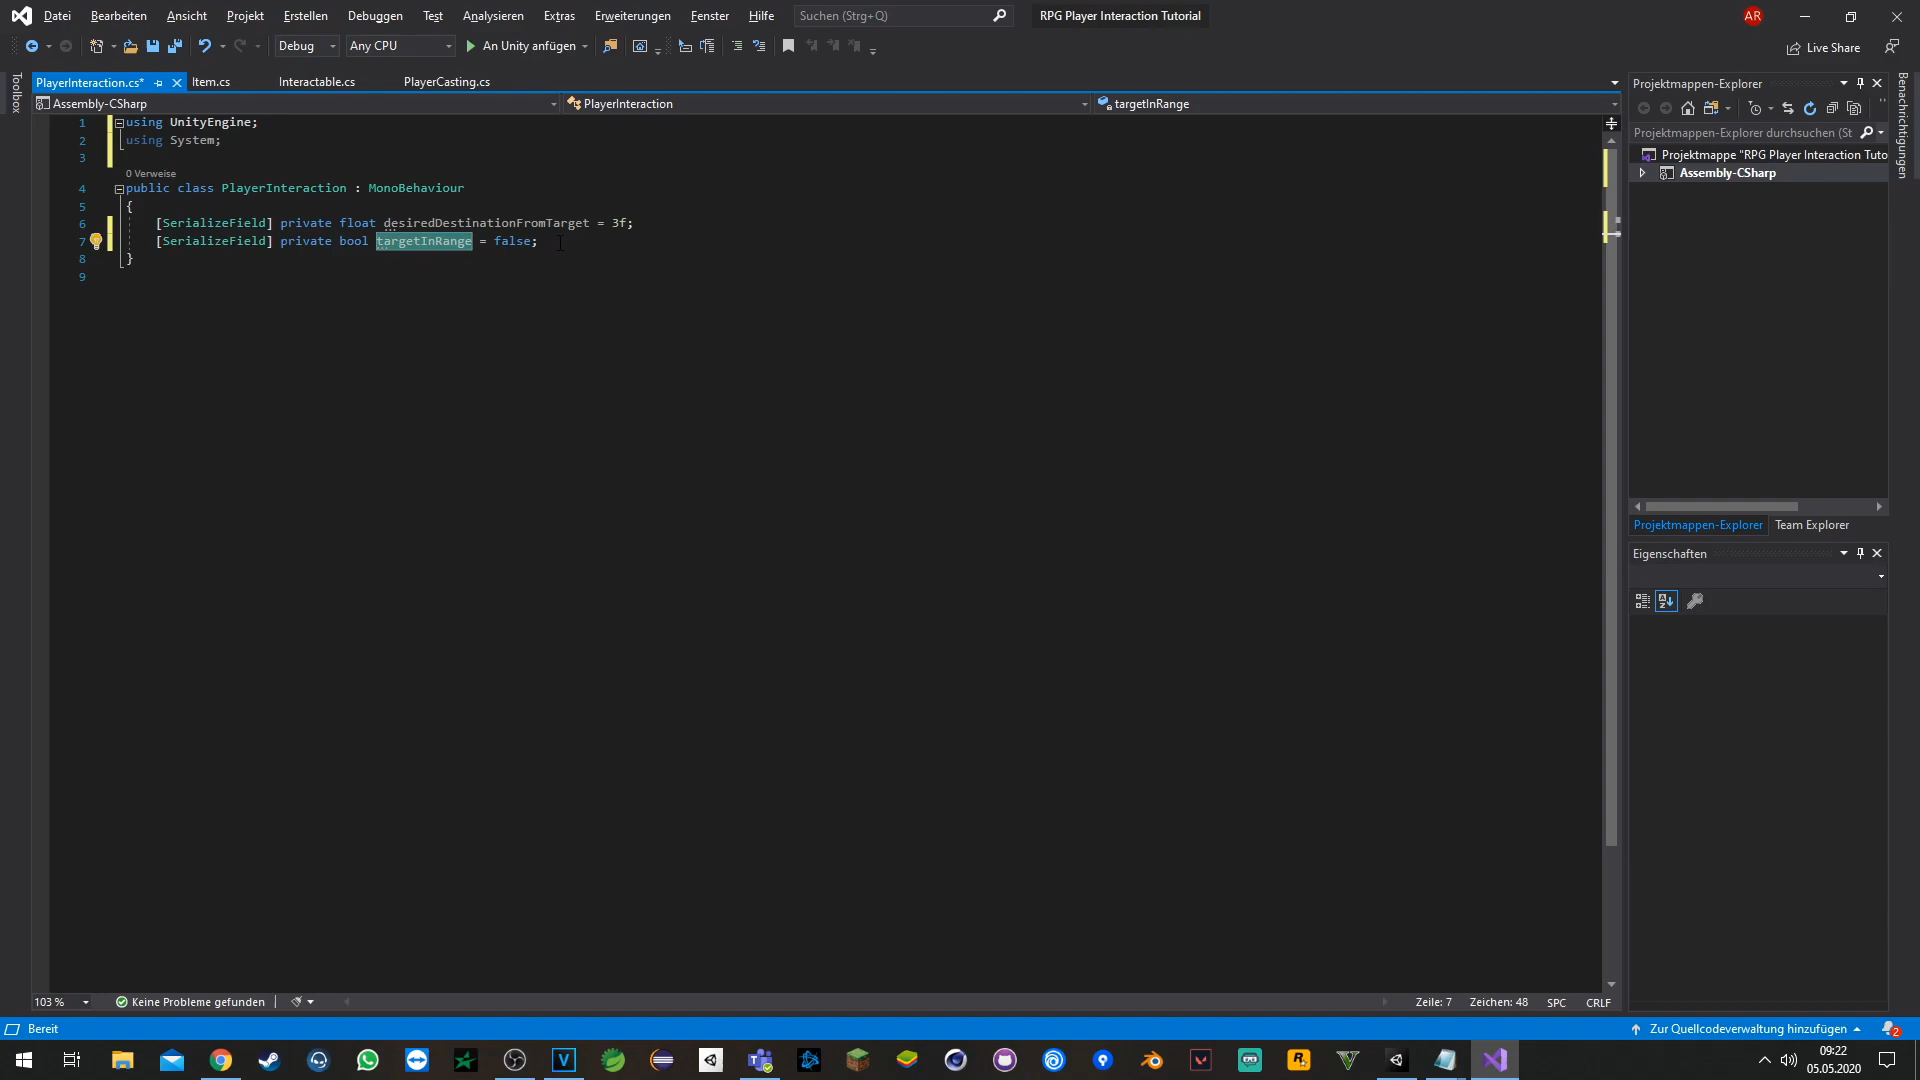 Datei Bearbeiten Ansicht Projekt Erstellen Debuggen Test Analysieren Extras Erweiterungen Fenster Hilfe Suchen (Strg+Q) RPG Player Interaction Tutorial AR
Debug Any CPU An Unity anfügen Live Share
Toolbox
PlayerInteraction.cs* Item.cs Interactable.cs PlayerCasting.cs
Assembly-CSharp PlayerInteraction targetInRange
1 using UnityEngine;
2 using System;
3
0 Verweise
4 public class PlayerInteraction : MonoBehaviour
5 {
6 [SerializeField] private float desiredDestinationFromTarget = 3f;
7 [SerializeField] private bool targetInRange = false;
8 }
9
103 % Keine Probleme gefunden Zeile: 7 Zeichen: 48 SPC CRLF
Projektmappen-Explorer
Projektmappen-Explorer durchsuchen (St
Projektmappe "RPG Player Interaction Tuto
Assembly-CSharp
Projektmappen-Explorer Team Explorer
Eigenschaften
Benachrichtigungen
Bereit Zur Quellcodeverwaltung hinzufügen 2
09:22
05.05.2020